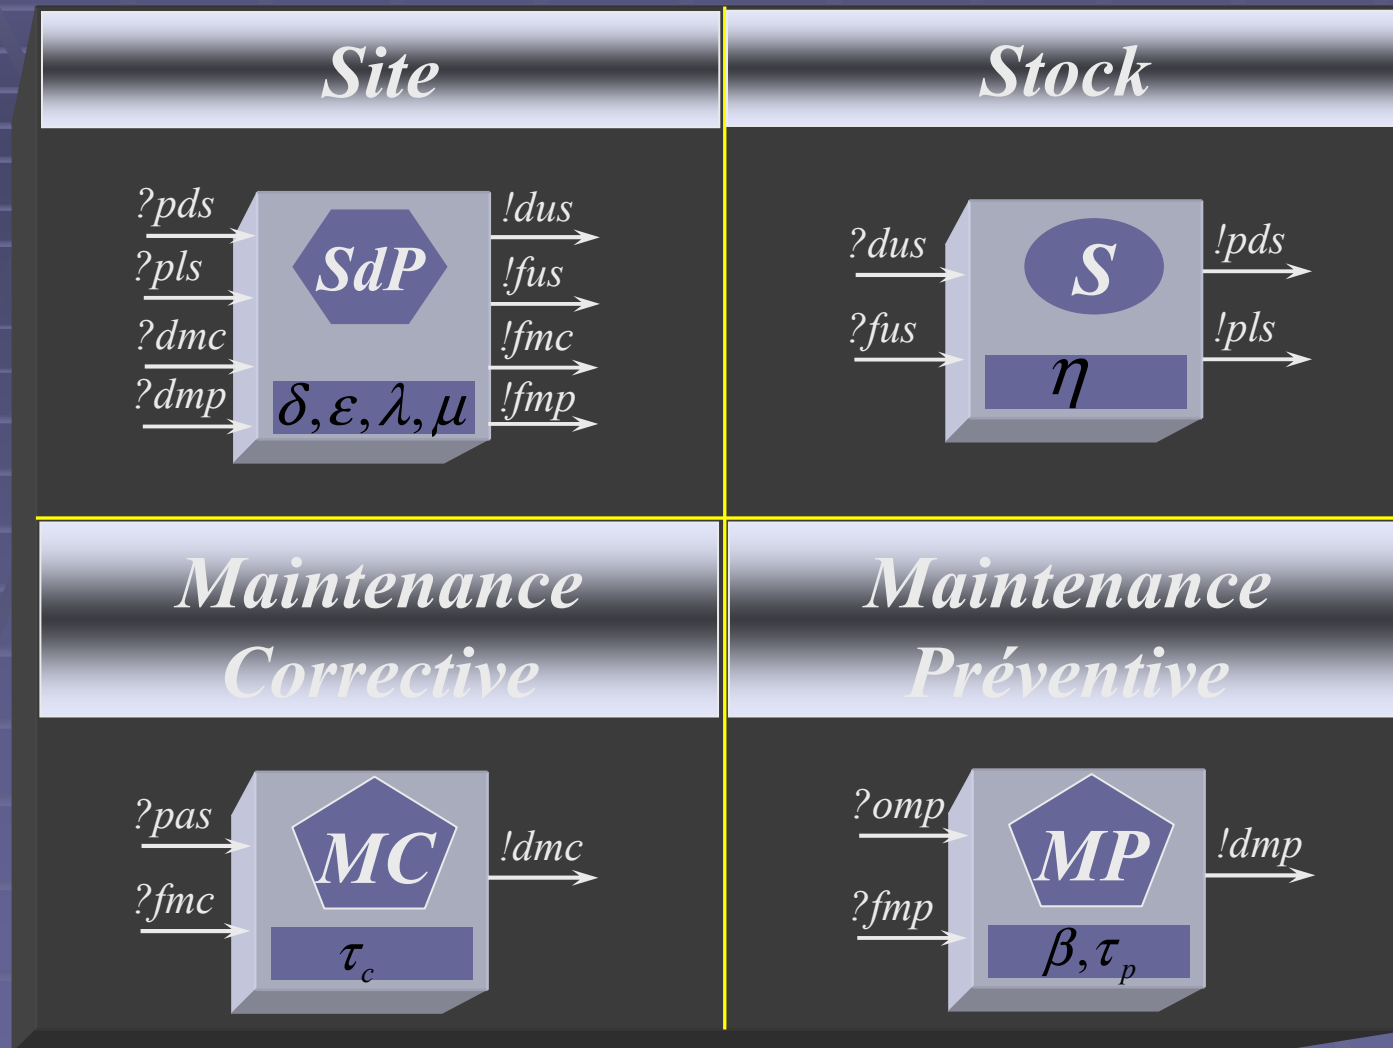 Site
?pds
?pls
?dmc
?dmp
SdP
δ,ε,λ,μ
!dus
!fus
!fmc
!fmp
Stock
?dus
?fus
S
η
!pds
!pls
Maintenance
Corrective
?pas
?fmc
MC
τc
!dmc
Maintenance
Préventive
?omp
?fmp
MP
β,τp
!dmp